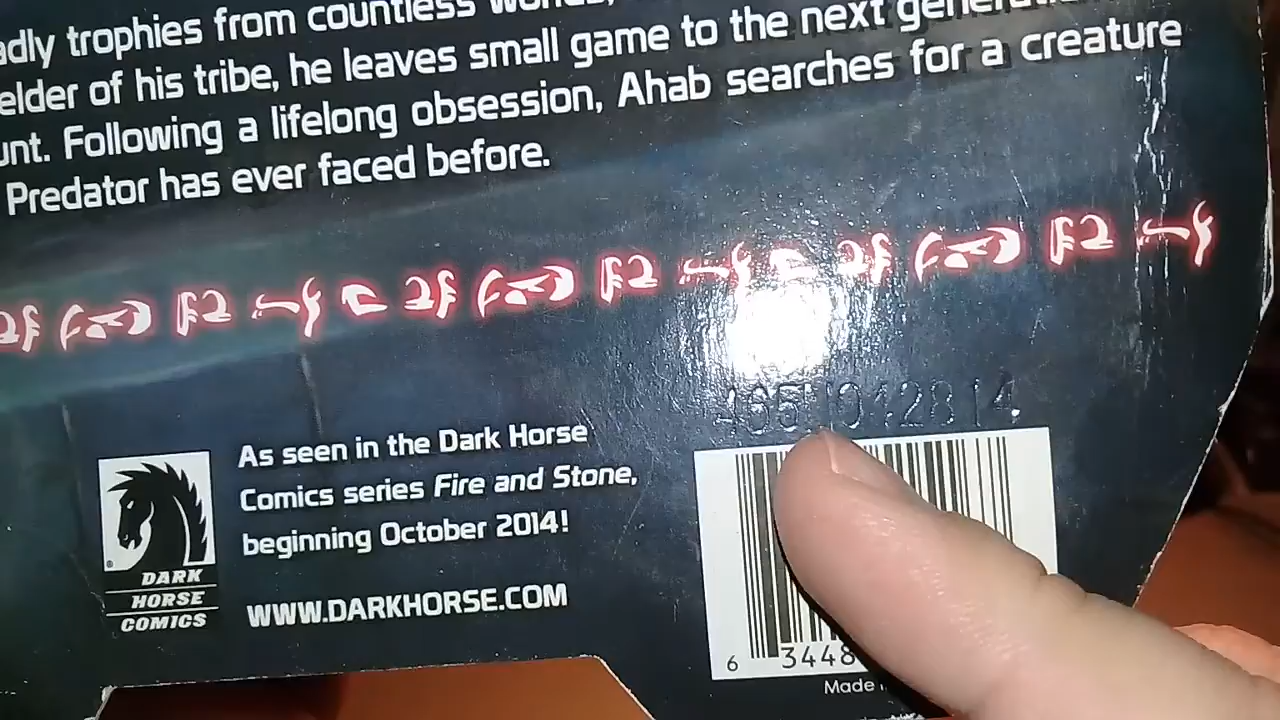 trophies from countless
elder of his tribe, he leaves small game to the next
Following a lifelong obsession, Ahab searches for a creature
Predator has ever faced before.
As seen in the Dark Horse
Comics series Fire and Stone,
beginning October 2014!
WWW.DARKHORSE.COM
DARK
HORSE
COMICS
6 3448
Made